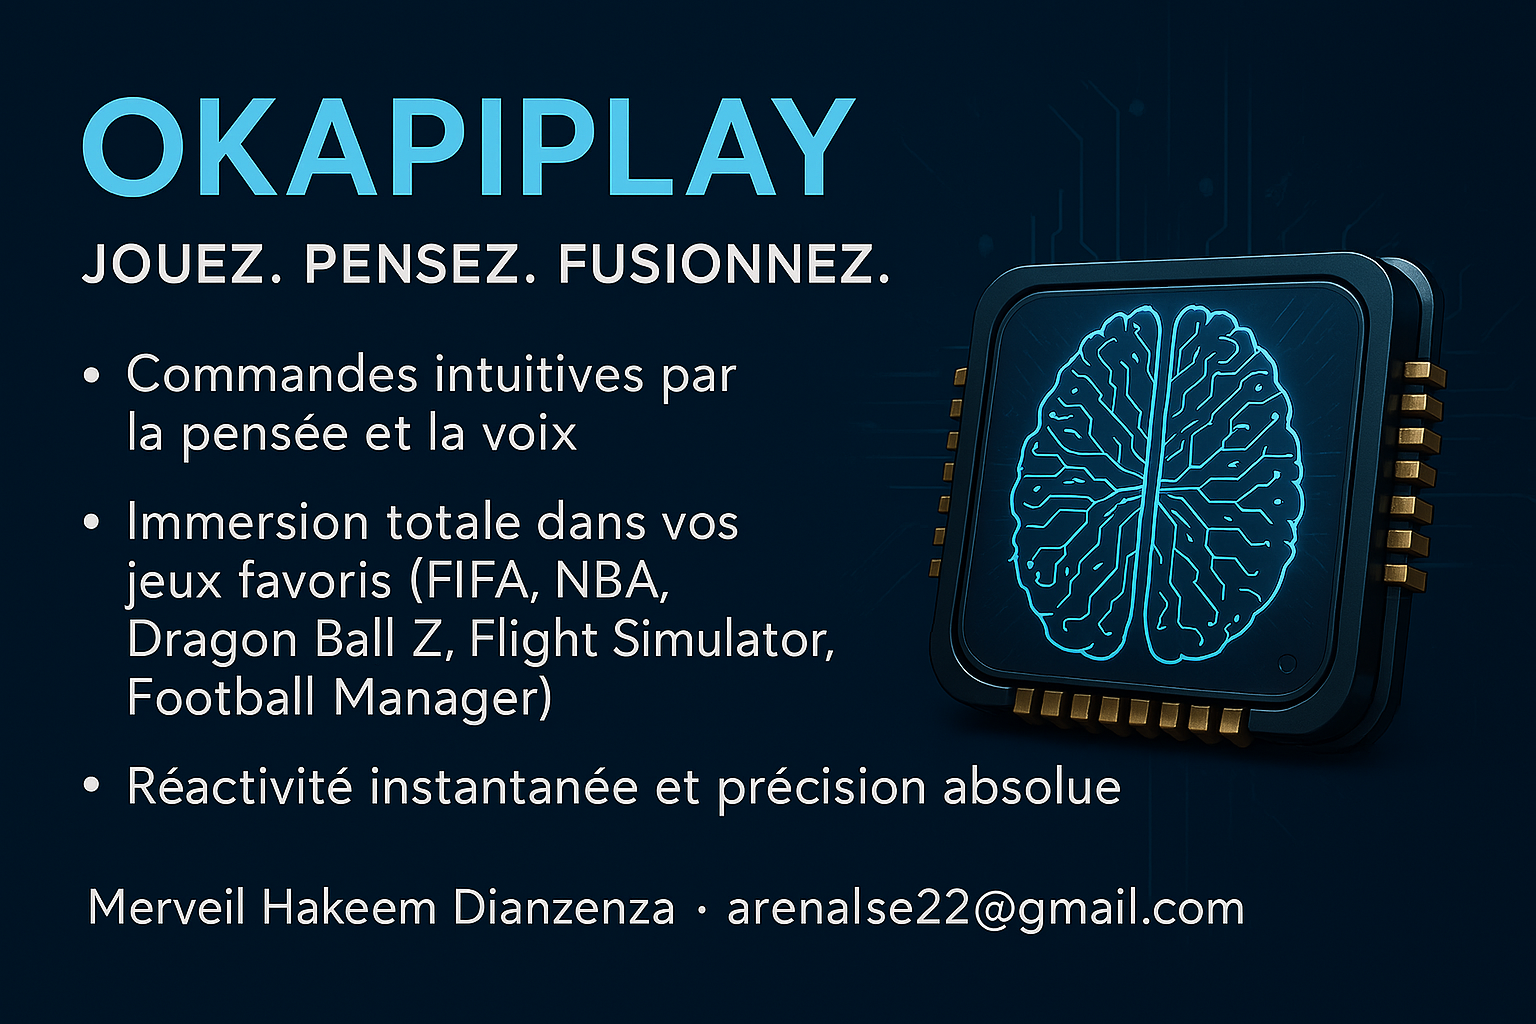 OKAPIPLAY
JOUEZ. PENSEZ. FUSIONNEZ.
• Commandes intuitives par
la pensée et la voix
• Immersion totale dans vos
jeux favoris (FIFA, NBA,
Dragon Ball Z, Flight Simulator,
Football Manager)
• Réactivité instantanée et précision absolue
Merveil Hakeem Dianzenza · arenalse22@gmail.com